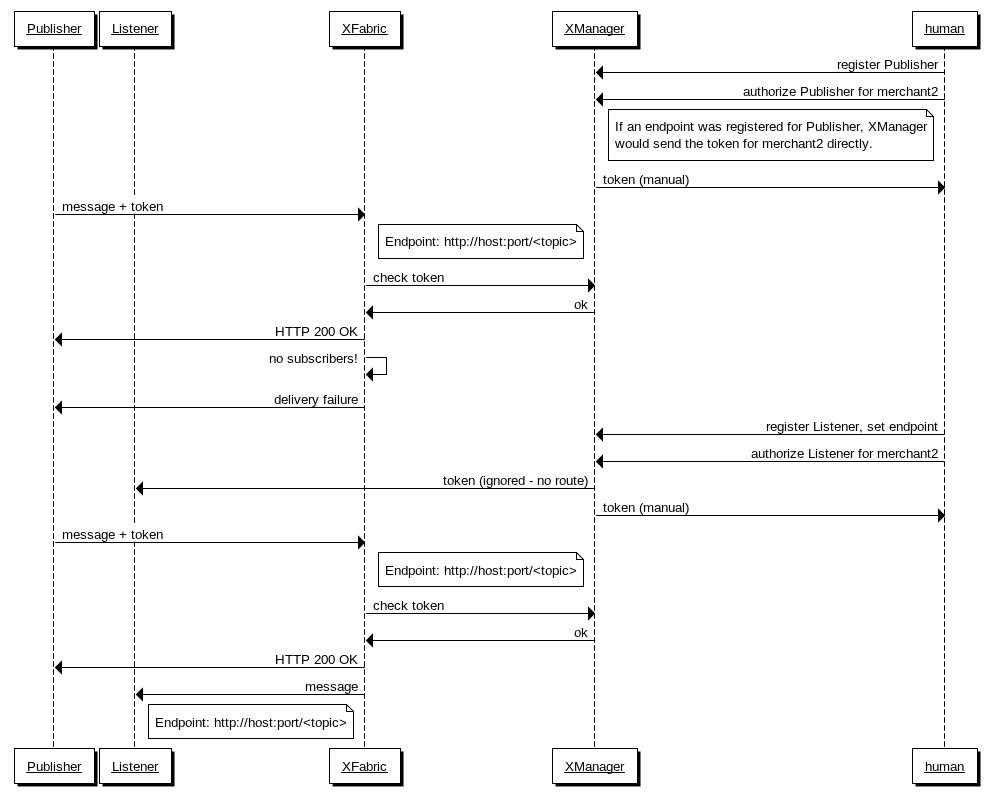 Publisher
Listener
XFabric
XManager
human
register Publisher
authorize Publisher for merchant2
If an endpoint was registered for Publisher, XManager
would send the token for merchant2 directly.
token (manual)
message + token
Endpoint: http://host:port/<topic>
check token
ok
HTTP 200 OK
no subscribers!
delivery failure
register Listener, set endpoint
authorize Listener for merchant2
token (ignored - no route)
token (manual)
message + token
Endpoint: http://host:port/<topic>
check token
ok
HTTP 200 OK
message
Endpoint: http://host:port/<topic>
Publisher
Listener
XFabric
XManager
human